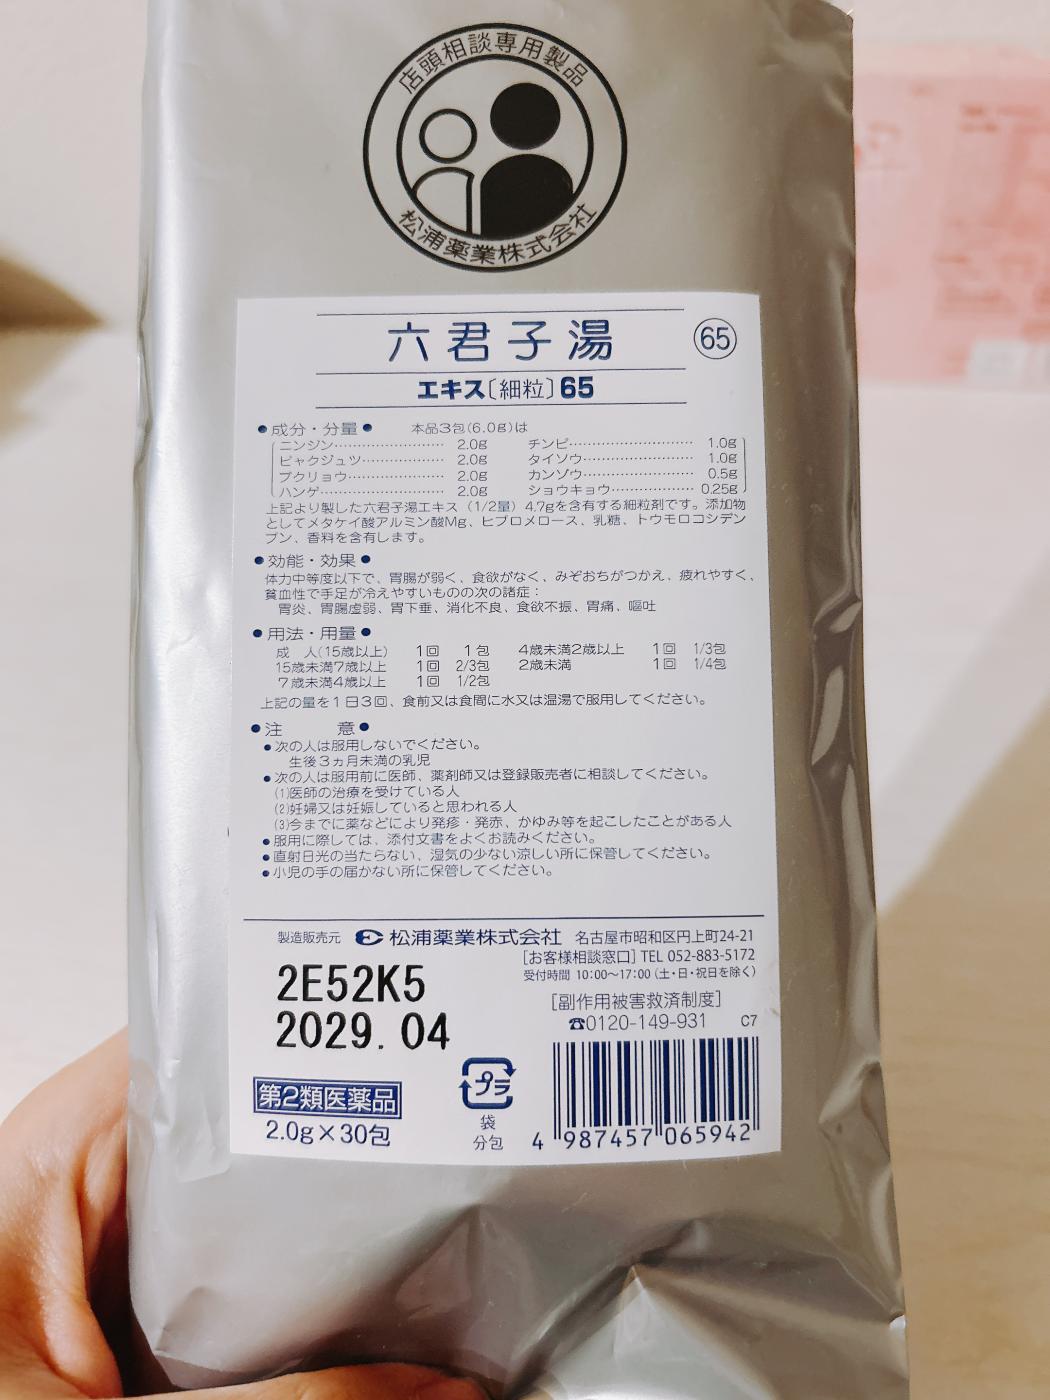 店頭相談専用製品
松浦薬業株式会社
六君子湯
65
エキス〔細粒〕65
●成分・分量● 本品3包(6.0g)は
ニンジン……………………2.0g チンピ……………………1.0g
ビャクジュツ………………2.0g タイソウ…………………1.0g
ブクリョウ…………………2.0g カンゾウ…………………0.5g
ハンゲ………………………2.0g ショウキョウ……………0.25g
上記より製した六君子湯エキス(1/2量)4.7gを含有する細粒剤です。添加物
としてメタケイ酸アルミン酸Mg、ヒプロメロース、乳糖、トウモロコシデン
プン、香料を含有します。
●効能・効果●
体力中等度以下で、胃腸が弱く、食欲がなく、みぞおちがつかえ、疲れやすく、
貧血性で手足が冷えやすいものの次の諸症:
胃炎、胃腸虚弱、胃下垂、消化不良、食欲不振、胃痛、嘔吐
●用法・用量●
成 人(15歳以上) 1回 1包 4歳未満2歳以上 1回 1/3包
15歳未満7歳以上 1回 2/3包 2歳未満 1回 1/4包
7歳未満4歳以上 1回 1/2包
上記の量を1日3回、食前又は食間に水又は温湯で服用してください。
●注 意●
●次の人は服用しないでください。
生後3ヵ月未満の乳児
●次の人は服用前に医師、薬剤師又は登録販売者に相談してください。
(1)医師の治療を受けている人
(2)妊婦又は妊娠していると思われる人
(3)今までに薬などにより発疹・発赤、かゆみ等を起こしたことがある人
●服用に際しては、添付文書をよくお読みください。
●直射日光の当たらない、湿気の少ない涼しい所に保管してください。
●小児の手の届かない所に保管してください。
製造販売元 松浦薬業株式会社 名古屋市昭和区円上町24-21
[お客様相談窓口] TEL 052-883-5172
受付時間 10:00〜17:00(土・日・祝日を除く)
2E52K5
2029.04
[副作用被害救済制度]
☎0120-149-931 C7
第2類医薬品
2.0g×30包
プラ
袋
分包
4 987457 065942